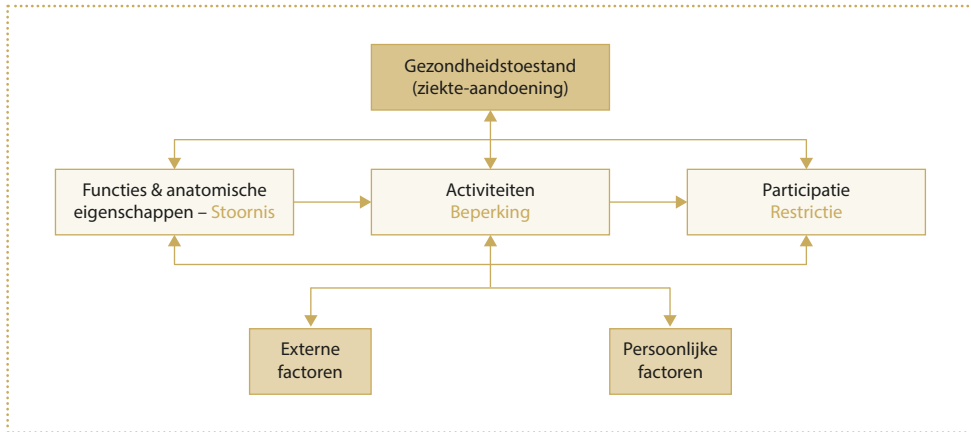 Gezondheidstoestand
(ziekte-aandoening)
Functies & anatomische
eigenschappen – Stoornis
Activiteiten
Beperking
Participatie
Restrictie
Externe
factoren
Persoonlijke
factoren